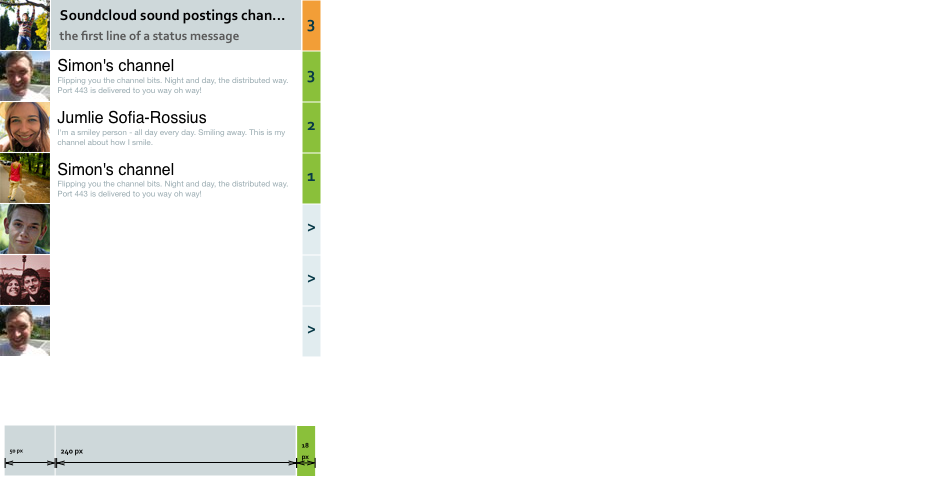 Soundcloud sound postings chan...
the first line of a status message
3
Simon's channel
Flipping you the channel bits. Night and day, the distributed way.
Port 443 is delivered to you way oh way!
3
Jumlie Sofia-Rossius
I'm a smiley person - all day every day. Smiling away. This is my
channel about how I smile.
2
Simon's channel
Flipping you the channel bits. Night and day, the distributed way.
Port 443 is delivered to you way oh way!
1
>
>
>
50 px
240 px
18
px